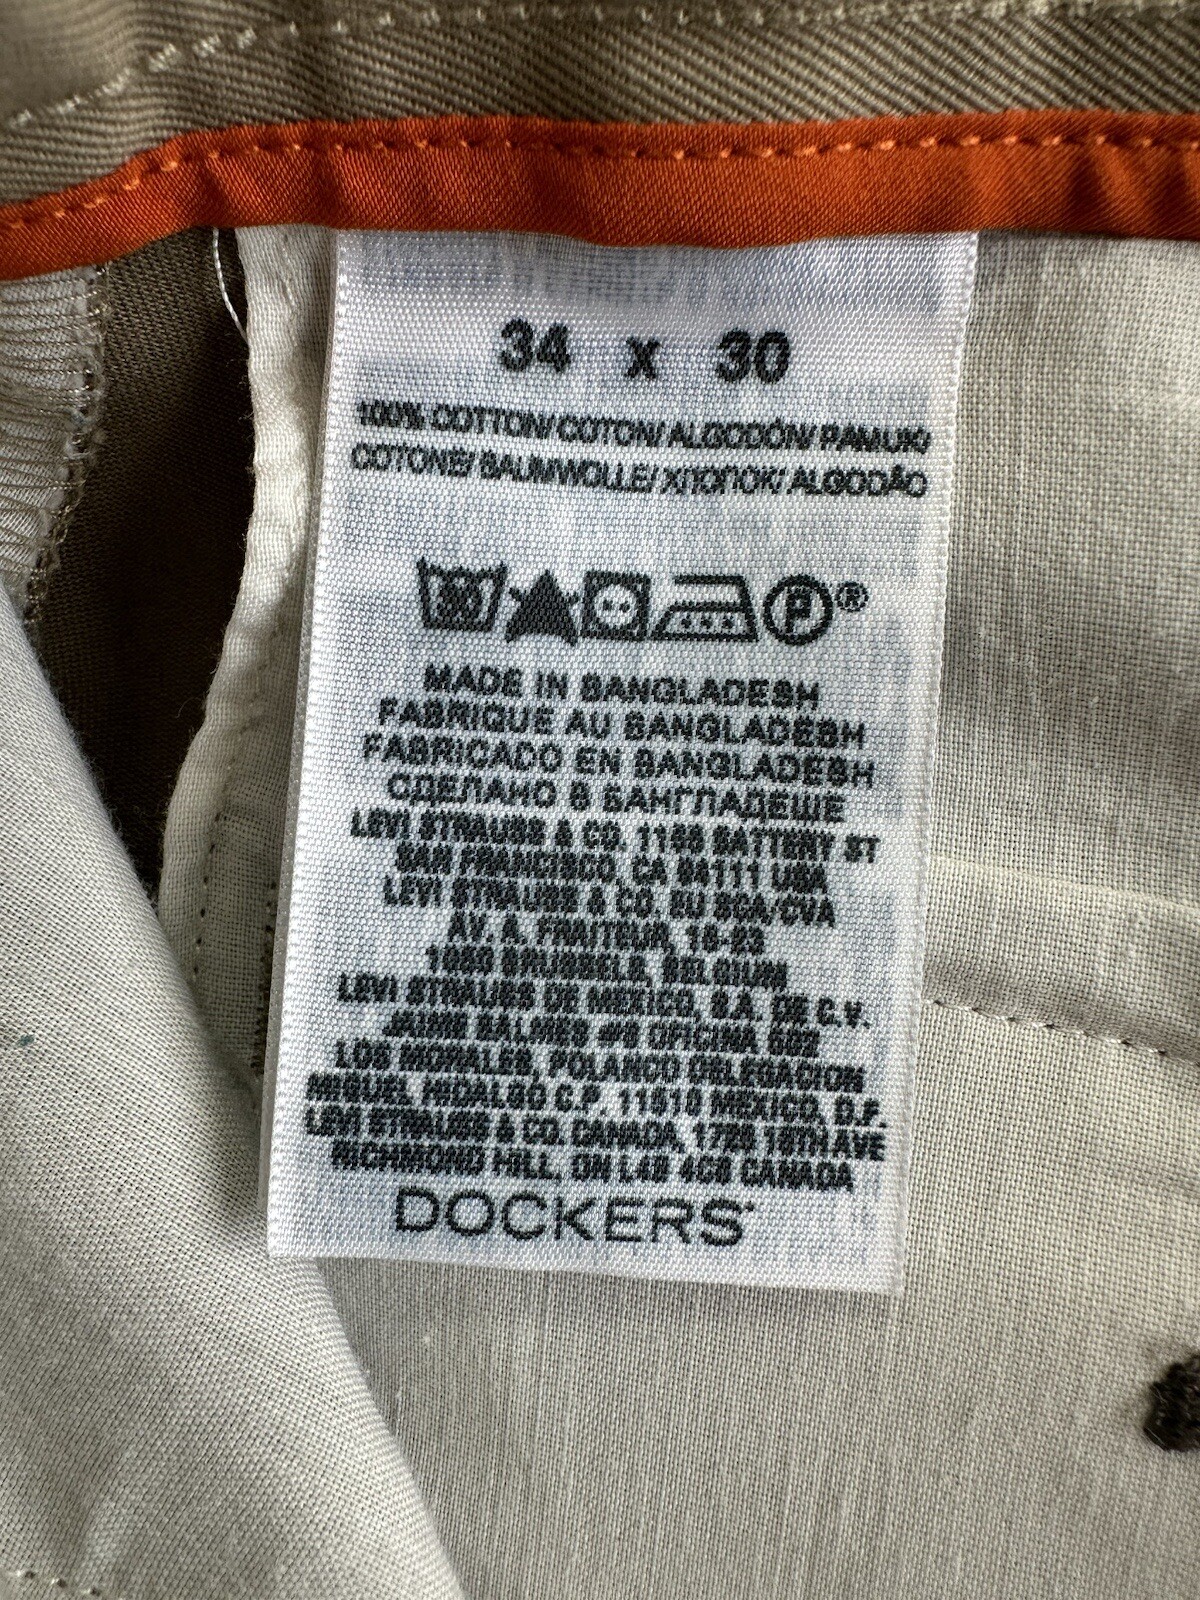 34 x 30
100% COTTON/ COTON/ ALGODÓN/ PAMUK/
COTONE/ BAUMWOLLE/ ХЛОПОК/ ALGODÃO
30 P ®
MADE IN BANGLADESH
FABRIQUE AU BANGLADESH
FABRICADO EN BANGLADESH
СДЕЛАНО В БАНГЛАДЕШЕ
LEVI STRAUSS & CO. 1155 BATTERY ST
SAN FRANCISCO, CA 94111 USA
LEVI STRAUSS & CO. EU SCA/CVA
AV A. FRAITEUR, 15-23
1050 BRUSSELS, BELGIUM
LEVI STRAUSS DE MEXICO, S.A. DE C.V.
JAIME BALMES #8 OFICINA
LOS MORALES, POLANCO DELEGACION
MIGUEL HIDALGO C.P. 11510 MEXICO, D.F.
LEVI STRAUSS & CO. CANADA, 1725 16TH AVE
RICHMOND HILL, ON L4B 4C6 CANADA
DOCKERS